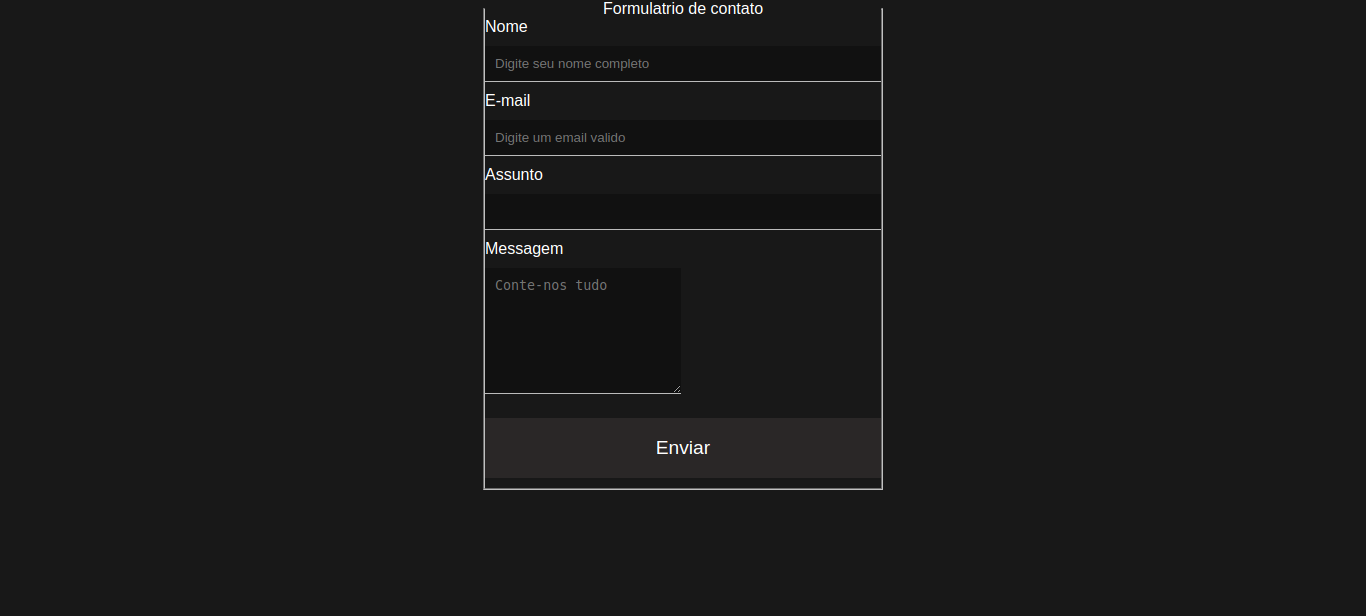 Formulatrio de contato
Nome
Digite seu nome completo
E-mail
Digite um email valido
Assunto
Messagem
Conte-nos tudo
Enviar